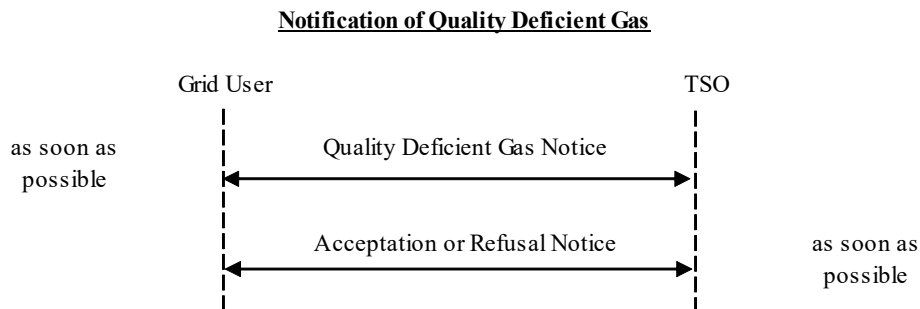 Notification of Quality Deficient Gas
Grid User
TSO
as soon as
possible
Quality Deficient Gas Notice
Acceptation or Refusal Notice
as soon as
possible